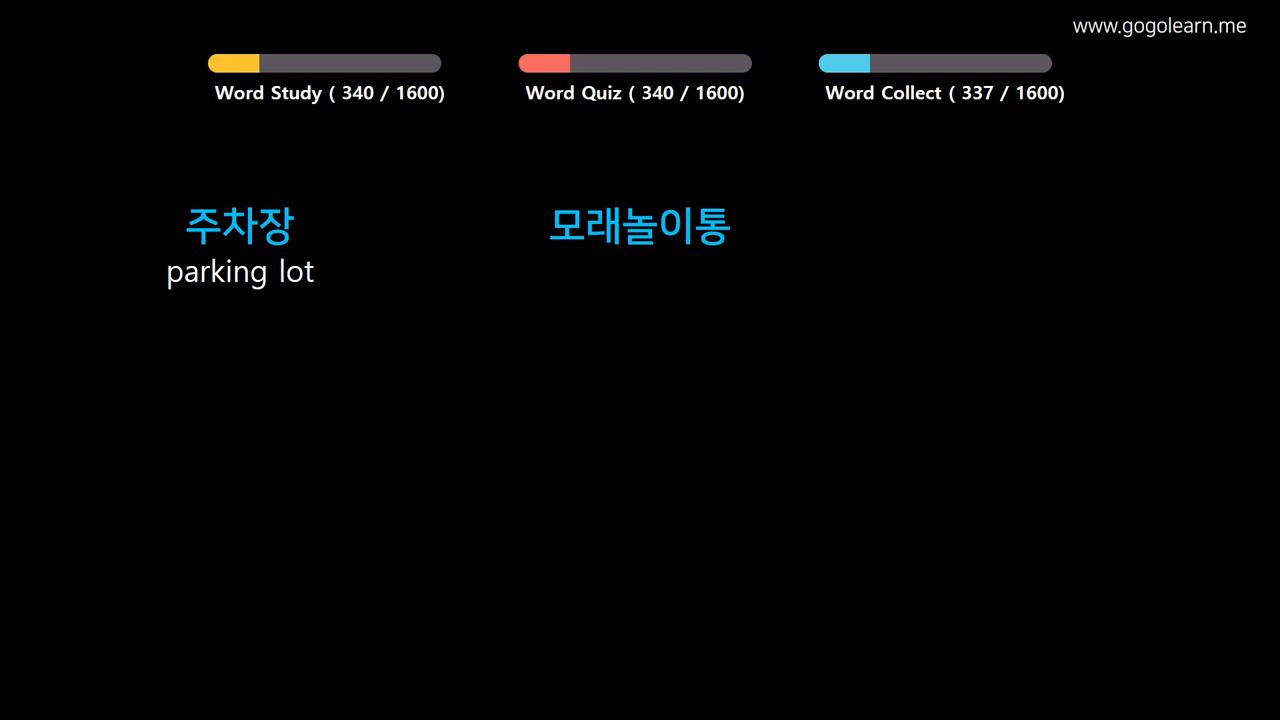 www.gogolearn.me
Word Study ( 340 / 1600)
Word Quiz ( 340 / 1600)
Word Collect ( 337 / 1600)
주차장
parking lot
모래놀이통